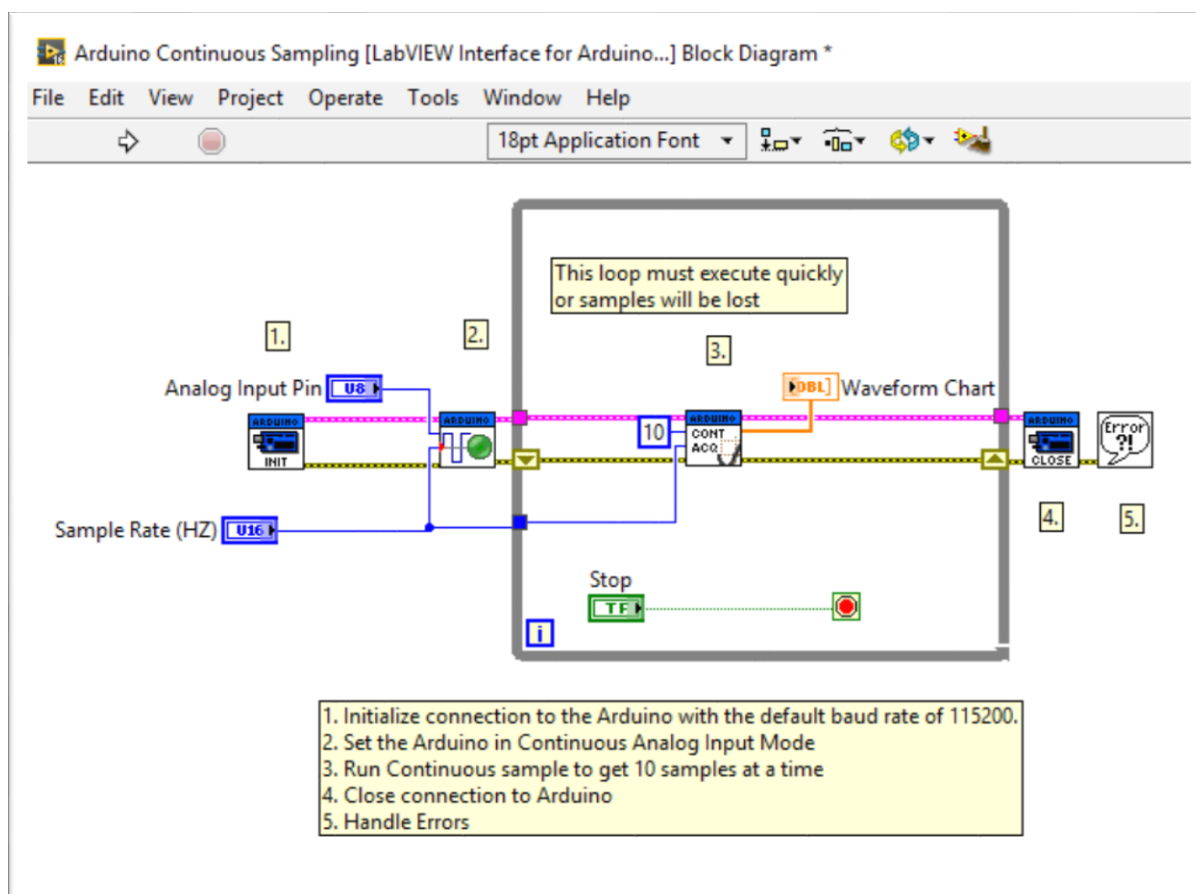 Arduino Continuous Sampling [LabVIEW Interface for Arduino...] Block Diagram *
File Edit View Project Operate Tools Window Help
18pt Application Font
This loop must execute quickly
or samples will be lost
1.
2.
3.
Analog Input Pin U8
DBL] Waveform Chart
ARDUINO
INIT
ARDUINO
10
ARDUINO
CONT
ACQ
ARDUINO
CLOSE
Error
?!
Sample Rate (HZ) U16
4.
5.
Stop
TF
i
1. Initialize connection to the Arduino with the default baud rate of 115200.
2. Set the Arduino in Continuous Analog Input Mode
3. Run Continuous sample to get 10 samples at a time
4. Close connection to Arduino
5. Handle Errors